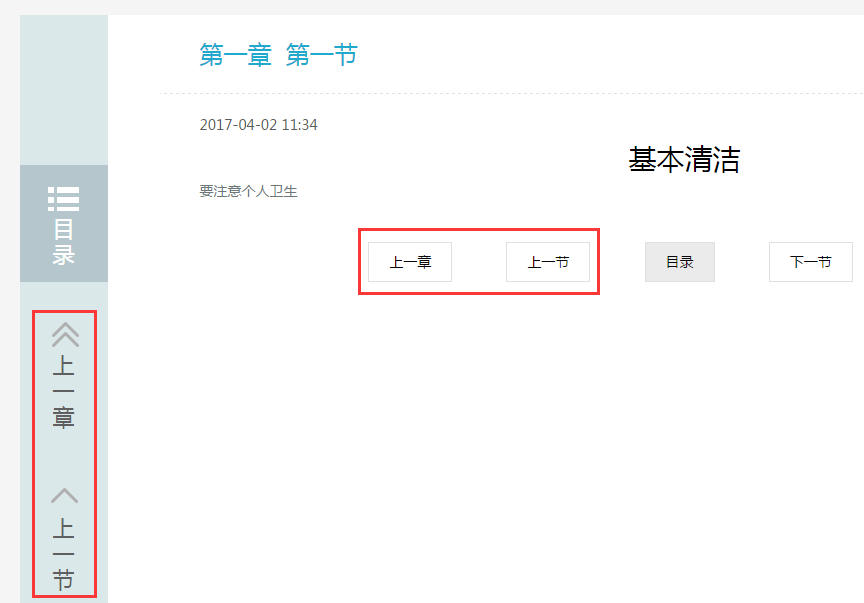 第一章 第一节
2017-04-02 11:34
基本清洁
要注意个人卫生
上一章 上一节 目录 下一节
目录
上一章
上一节